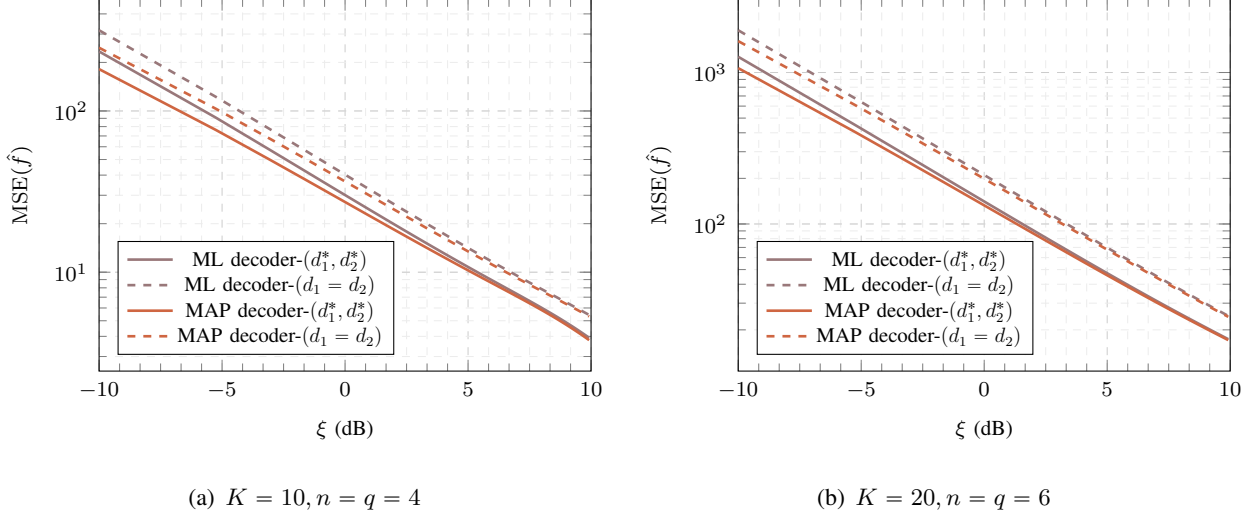 10^2
10^1
MSE(\hat{f})
−10
−5
0
5
10
ξ (dB)
ML decoder-(d_1^*, d_2^*)
ML decoder-(d_1 = d_2)
MAP decoder-(d_1^*, d_2^*)
MAP decoder-(d_1 = d_2)
(a) K = 10, n = q = 4
10^3
10^2
MSE(\hat{f})
−10
−5
0
5
10
ξ (dB)
ML decoder-(d_1^*, d_2^*)
ML decoder-(d_1 = d_2)
MAP decoder-(d_1^*, d_2^*)
MAP decoder-(d_1 = d_2)
(b) K = 20, n = q = 6